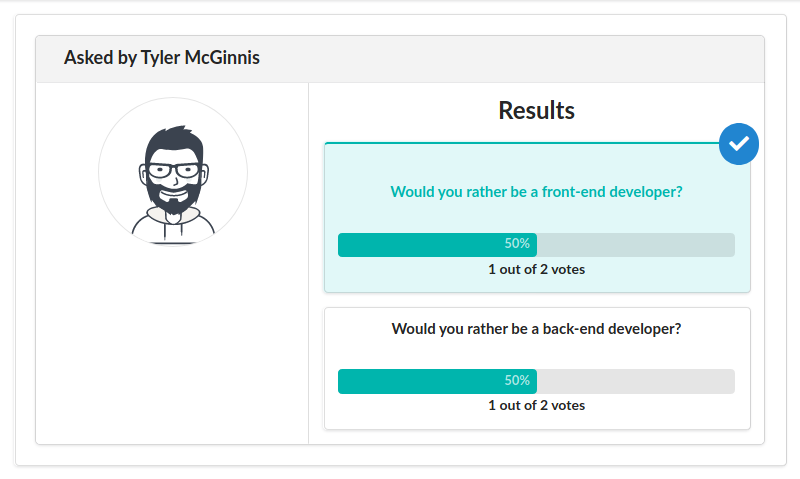 Asked by Tyler McGinnis
Results
Would you rather be a front-end developer?
50%
1 out of 2 votes
Would you rather be a back-end developer?
50%
1 out of 2 votes